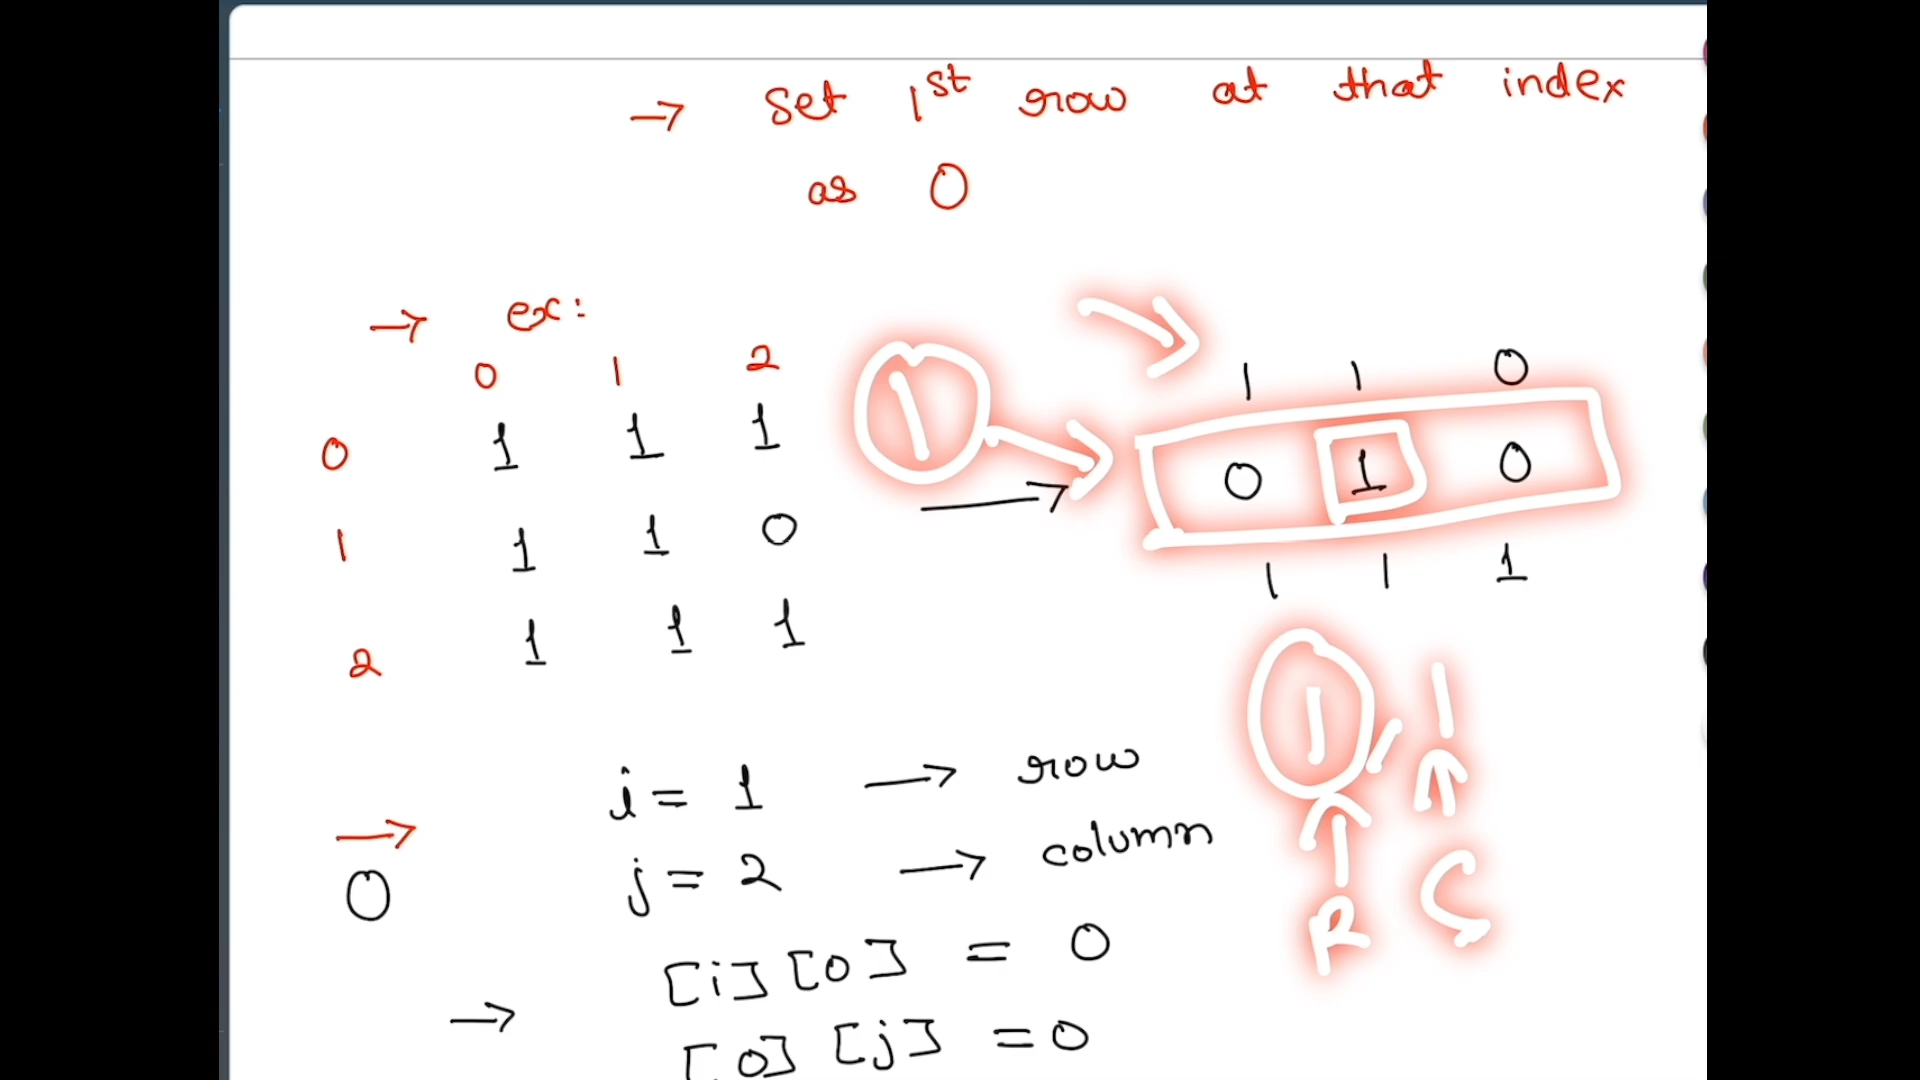 → Set 1st row at that index
as 0
→ ex:
0 1 2
0 1 1 1
1 1 1 0
2 1 1 1
1 → →
1 1 0
0 1 0
1 1 1
1, 1
R C
i = 1 → row
→ 0 j = 2 → column
[i] [0] = 0
→ [0] [j] = 0